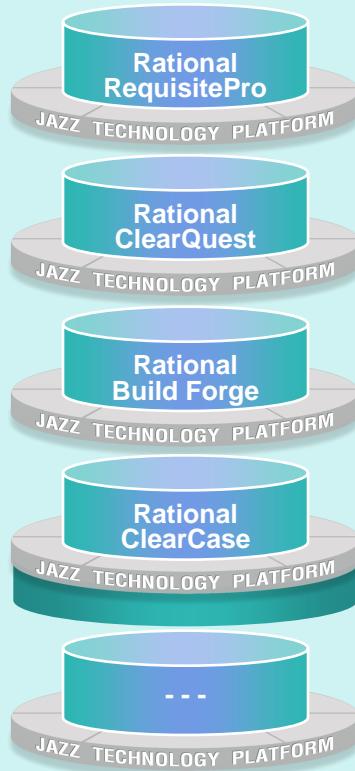 Rational
RequisitePro
JAZZ TECHNOLOGY PLATFORM
Rational
ClearQuest
JAZZ TECHNOLOGY PLATFORM
Rational
Build Forge
JAZZ TECHNOLOGY PLATFORM
Rational
ClearCase
JAZZ TECHNOLOGY PLATFORM
- - -
JAZZ TECHNOLOGY PLATFORM